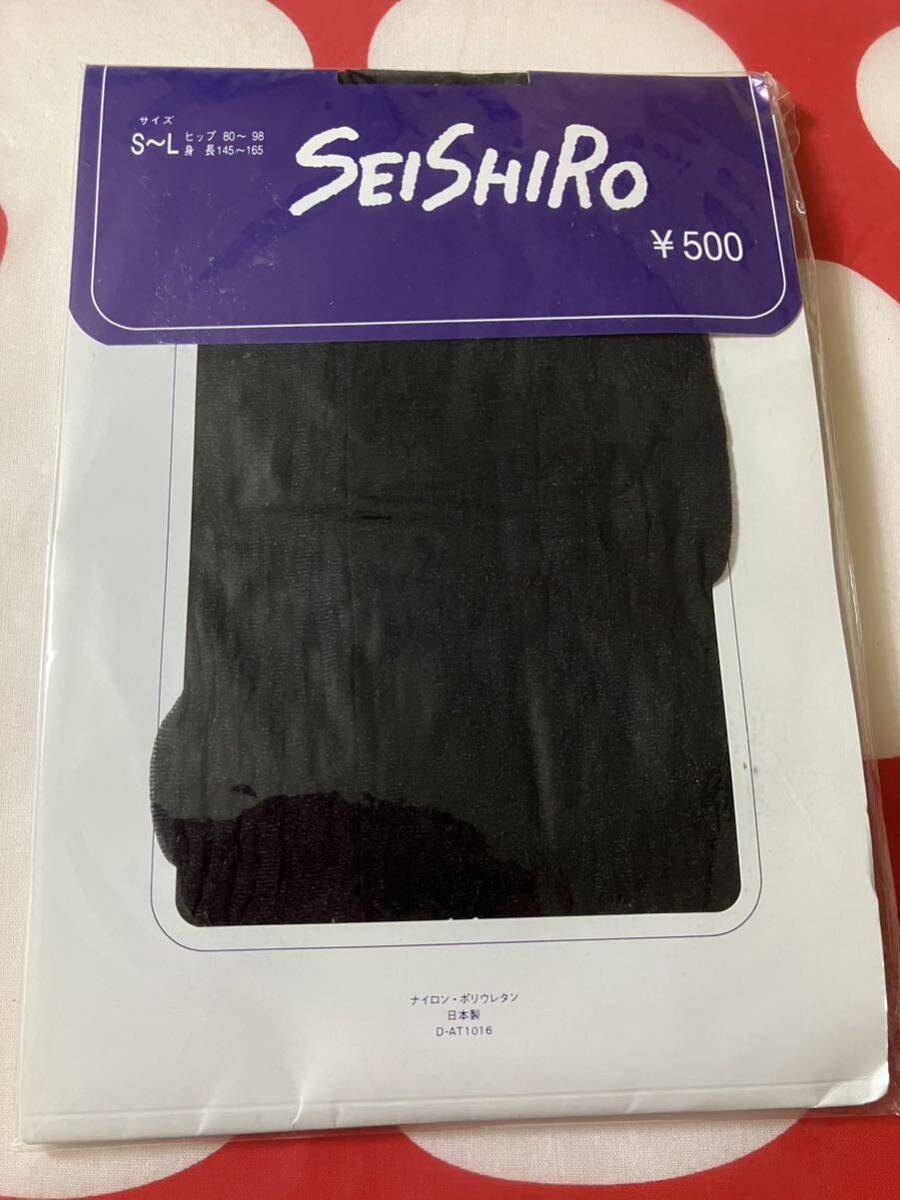 サイズ
S～L ヒップ 80～98
身 長145～165
SEISHIRO
￥500
ナイロン・ポリウレタン
日本製
D-AT1016